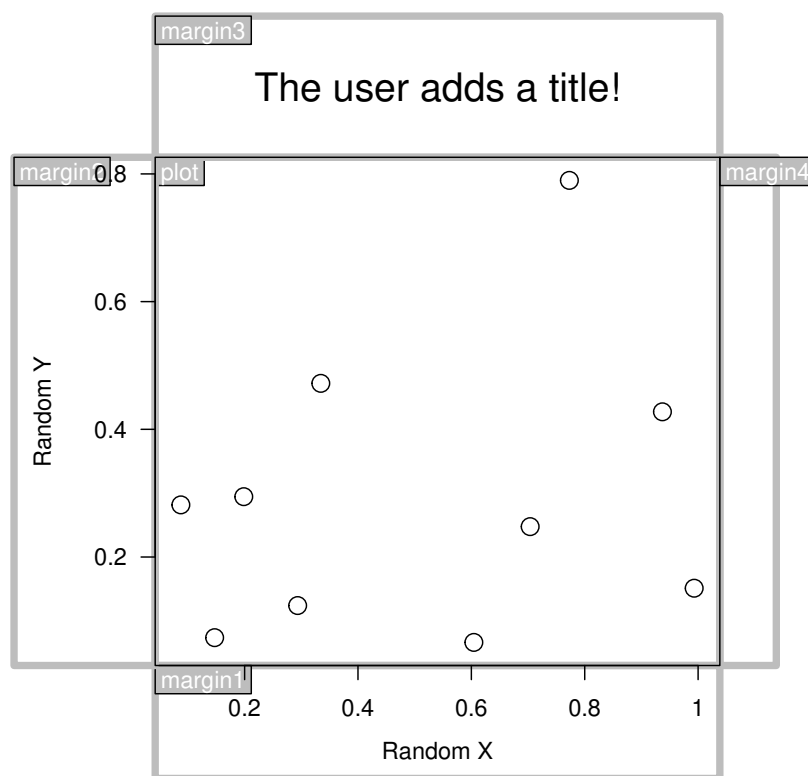 margin3
The user adds a title!
margin2
plot
margin4
0.8
0.6
0.4
0.2
Random Y
margin1
0.2 0.4 0.6 0.8 1
Random X